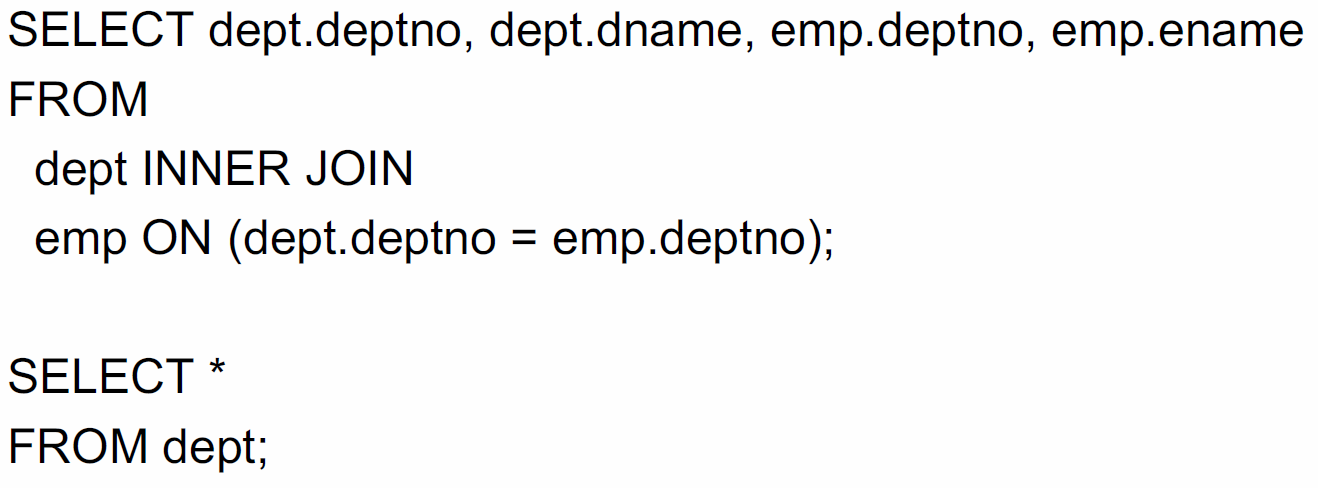 SELECT dept.deptno, dept.dname, emp.deptno, emp.ename
FROM
dept INNER JOIN
emp ON (dept.deptno = emp.deptno);
SELECT *
FROM dept;